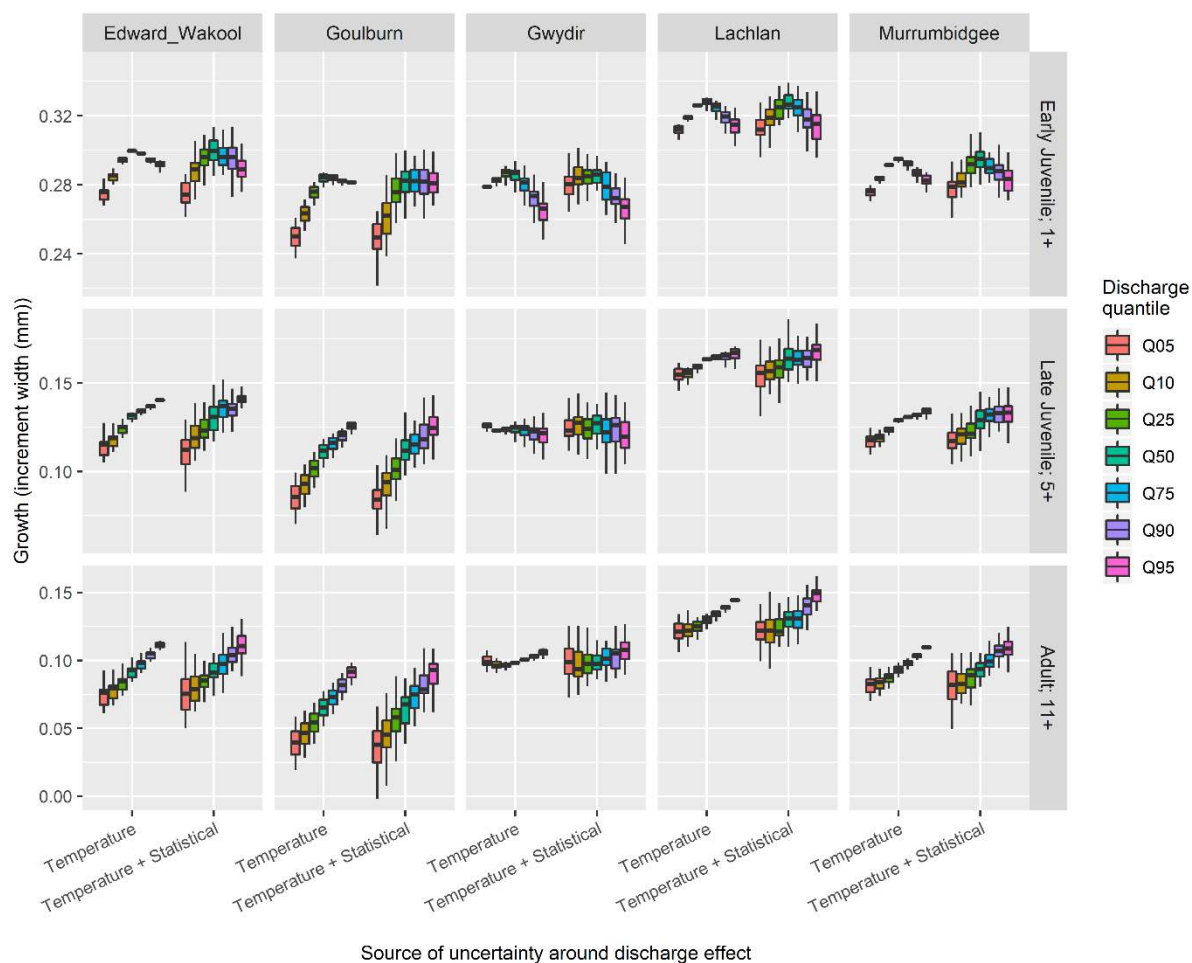 Edward_Wakool Goulburn Gwydir Lachlan Murrumbidgee
Growth (increment width (mm))
0.32
0.28
0.24
Early Juvenile; 1+
0.15
0.10
Late Juvenile; 5+
0.15
0.10
0.05
0.00
Adult; 11+
Temperature
Temperature + Statistical
Temperature
Temperature + Statistical
Temperature
Temperature + Statistical
Temperature
Temperature + Statistical
Temperature
Temperature + Statistical
Source of uncertainty around discharge effect
Discharge
quantile
Q05
Q10
Q25
Q50
Q75
Q90
Q95